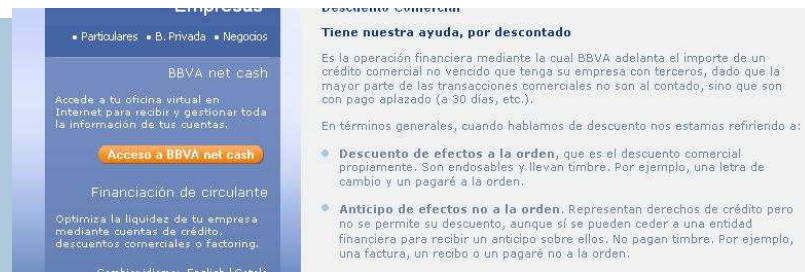 Empresas
• Particulares • B. Privada • Negocios
BBVA net cash
Accede a tu oficina virtual en
Internet para recibir y gestionar toda
la información de tus cuentas.
Acceso a BBVA net cash
Financiación de circulante
Optimiza la liquidez de tu empresa
mediante cuentas de crédito,
descuentos comerciales o factoring.
Cambiar idioma: English | Català
Descuento Comercial
Tiene nuestra ayuda, por descontado
Es la operación financiera mediante la cual BBVA adelanta el importe de un
crédito comercial no vencido que tenga su empresa con terceros, dado que la
mayor parte de las transacciones comerciales no son al contado, sino que son
con pago aplazado (a 30 días, etc.).
En términos generales, cuando hablamos de descuento nos estamos refiriendo a:
• Descuento de efectos a la orden, que es el descuento comercial
propiamente. Son endosables y llevan timbre. Por ejemplo, una letra de
cambio y un pagaré a la orden.
• Anticipo de efectos no a la orden. Representan derechos de crédito pero
no se permite su descuento, aunque sí se pueden ceder a una entidad
financiera para recibir un anticipo sobre ellos. No pagan timbre. Por ejemplo,
una factura, un recibo o un pagaré no a la orden.